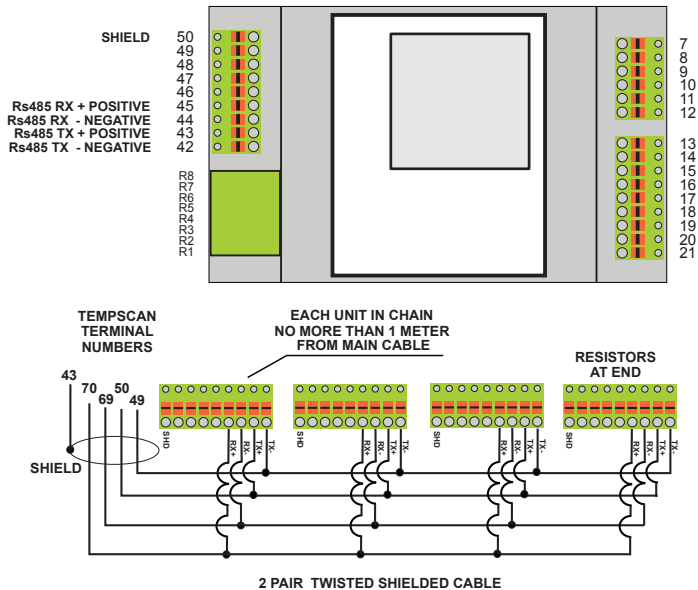 SHIELD 50
49
48
47
46
Rs485 RX + POSITIVE 45
Rs485 RX - NEGATIVE 44
Rs485 TX + POSITIVE 43
Rs485 TX - NEGATIVE 42
R8
R7
R6
R5
R4
R3
R2
R1
7
8
9
10
11
12
13
14
15
16
17
18
19
20
21
TEMPSCAN
TERMINAL
NUMBERS
EACH UNIT IN CHAIN
NO MORE THAN 1 METER
FROM MAIN CABLE
RESISTORS
AT END
43 70 69 50 49
SHIELD
SHD RX+ RX- TX+ TX-
SHD RX+ RX- TX+ TX-
SHD RX+ RX- TX+ TX-
SHD RX+ RX- TX+ TX-
2 PAIR TWISTED SHIELDED CABLE